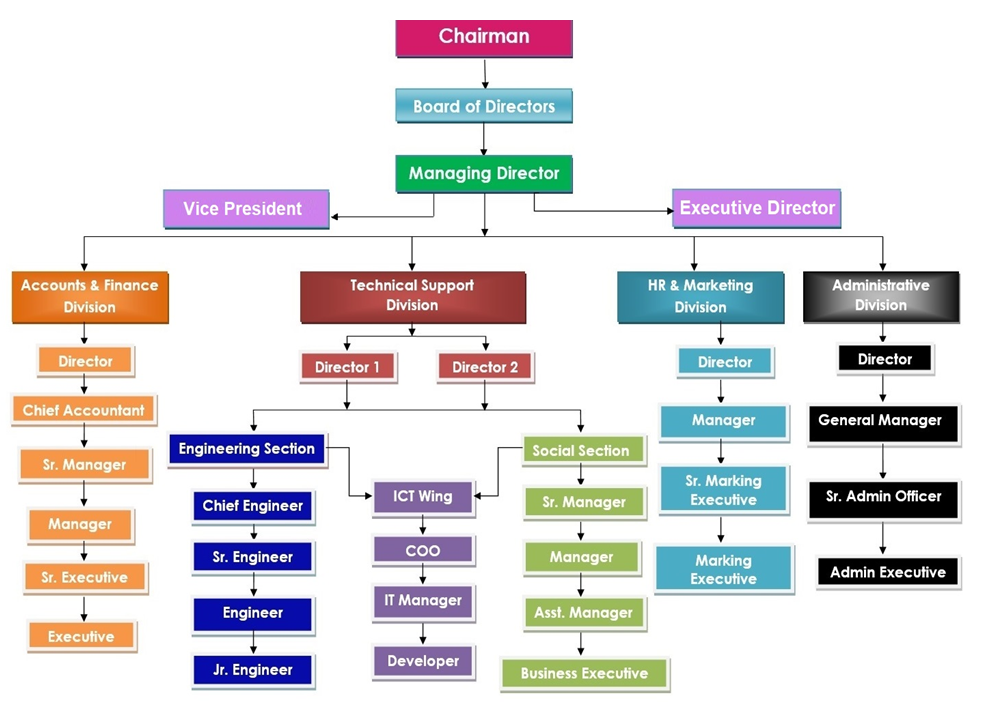 Chairman
Board of Directors
Managing Director
Vice President
Executive Director
Accounts & Finance
Division
Technical Support
Division
HR & Marketing
Division
Administrative
Division
Director
Chief Accountant
Sr. Manager
Manager
Sr. Executive
Executive
Director 1
Director 2
Engineering Section
Chief Engineer
Sr. Engineer
Engineer
Jr. Engineer
ICT Wing
COO
IT Manager
Developer
Social Section
Sr. Manager
Manager
Asst. Manager
Business Executive
Director
Manager
Sr. Marking
Executive
Marking
Executive
Director
General Manager
Sr. Admin Officer
Admin Executive